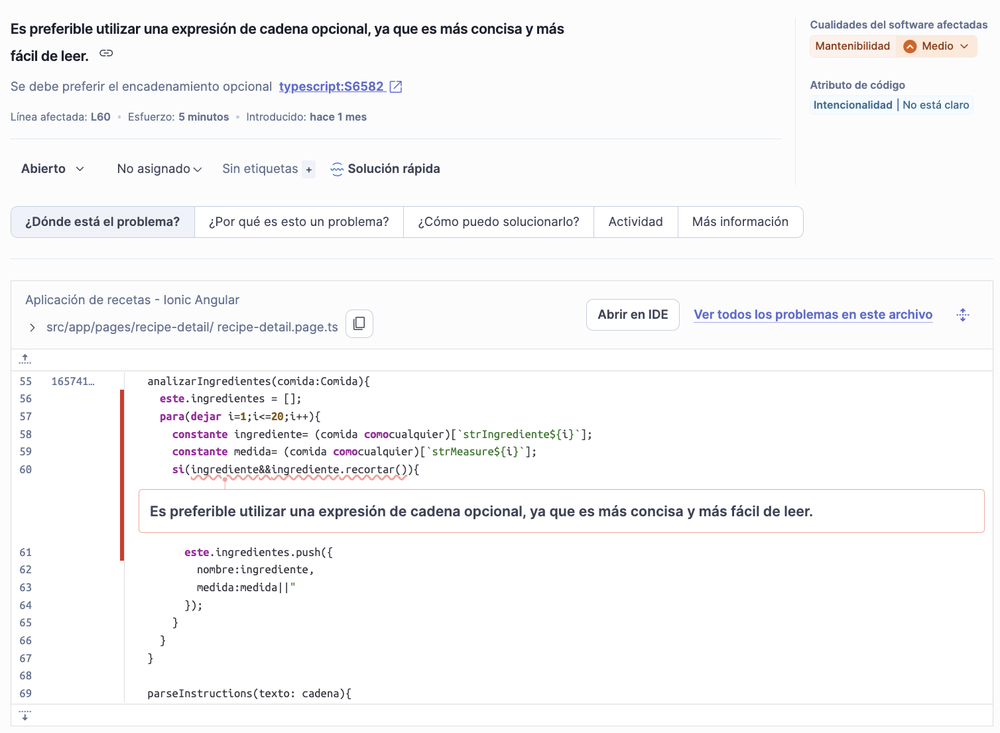 Es preferible utilizar una expresión de cadena opcional, ya que es más concisa y más
fácil de leer.
Se debe preferir el encadenamiento opcional typescript:S6582
Línea afectada: L60 • Esfuerzo: 5 minutos • Introducido: hace 1 mes
Cualidades del software afectadas
Mantenibilidad Medio
Atributo de código
Intencionalidad | No está claro
Abierto No asignado Sin etiquetas + Solución rápida
¿Dónde está el problema? ¿Por qué es esto un problema? ¿Cómo puedo solucionarlo? Actividad Más información
Aplicación de recetas - Ionic Angular
src/app/pages/recipe-detail/ recipe-detail.page.ts
Abrir en IDE Ver todos los problemas en este archivo
55 165741… analizarIngredientes(comida:Comida){
56 este.ingredientes = [];
57 para(dejar i=1;i<=20;i++){
58 constante ingrediente= (comida comocualquier)[`strIngrediente${i}`];
59 constante medida= (comida comocualquier)[`strMeasure${i}`];
60 si(ingrediente&&ingrediente.recortar()){
Es preferible utilizar una expresión de cadena opcional, ya que es más concisa y más fácil de leer.
61 este.ingredientes.push({
62 nombre:ingrediente,
63 medida:medida||"
64 });
65 }
66 }
67 }
68
69 parseInstructions(texto: cadena){